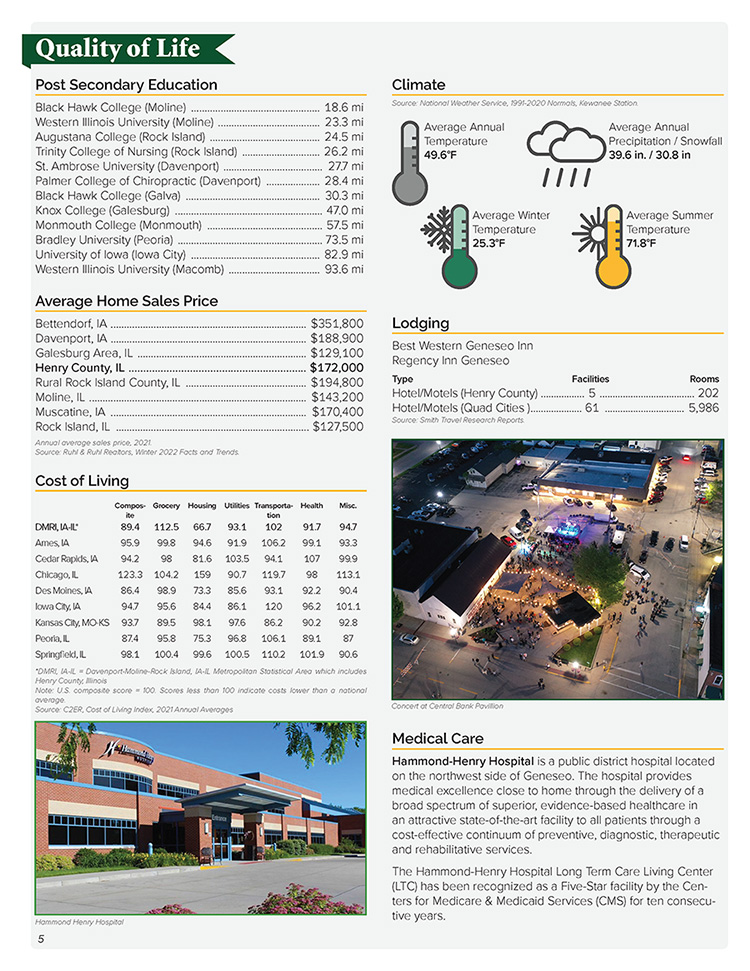 Quality of Life
Post Secondary Education
Black Hawk College (Moline) ............................................ 18.6 mi
Western Illinois University (Moline) .................................. 23.3 mi
Augustana College (Rock Island) ..................................... 24.5 mi
Trinity College of Nursing (Rock Island) ........................... 26.2 mi
St. Ambrose University (Davenport) ................................. 27.7 mi
Palmer College of Chiropractic (Davenport) .................... 28.4 mi
Black Hawk College (Galva) .............................................. 30.3 mi
Knox College (Galesburg) ................................................. 47.0 mi
Monmouth College (Monmouth) ....................................... 57.5 mi
Bradley University (Peoria) ................................................ 73.5 mi
University of Iowa (Iowa City) ............................................ 82.9 mi
Western Illinois University (Macomb) ............................... 93.6 mi
Average Home Sales Price
Bettendorf, IA .................................................................. $351,800
Davenport, IA .................................................................. $188,900
Galesburg Area, IL ......................................................... $129,100
Henry County, IL ............................................................ $172,000
Rural Rock Island County, IL ......................................... $194,800
Moline, IL ......................................................................... $143,200
Muscatine, IA .................................................................. $170,400
Rock Island, IL ................................................................ $127,500
Annual average sales price, 2021.
Source: Ruhl & Ruhl Realtors, Winter 2022 Facts and Trends.
Cost of Living
Compos-ite Grocery Housing Utilities Transporta-tion Health Misc.
DMRI, IA-IL* 89.4 112.5 66.7 93.1 102 91.7 94.7
Ames, IA 95.9 99.8 94.6 91.9 106.2 99.1 93.3
Cedar Rapids, IA 94.2 98 81.6 103.5 94.1 107 99.9
Chicago, IL 123.3 104.2 159 90.7 119.7 98 113.1
Des Moines, IA 86.4 98.9 73.3 85.6 93.1 92.2 90.4
Iowa City, IA 94.7 95.6 84.4 86.1 120 96.2 101.1
Kansas City, MO-KS 93.7 89.5 98.1 97.6 86.2 90.2 92.8
Peoria, IL 87.4 95.8 75.3 96.8 106.1 89.1 87
Springfield, IL 98.1 100.4 99.6 100.5 110.2 101.9 90.6
*DMRI, IA-IL = Davenport-Moline-Rock Island, IA-IL Metropolitan Statistical Area which includes
Henry County, Illinois
Note: U.S. composite score = 100. Scores less than 100 indicate costs lower than a national
average.
Source: C2ER, Cost of Living Index, 2021 Annual Averages
Hammond Henry Hospital
5
Climate
Source: National Weather Service, 1991-2020 Normals, Kewanee Station.
Average Annual
Temperature
49.6°F
Average Annual
Precipitation / Snowfall
39.6 in. / 30.8 in
Average Winter
Temperature
25.3°F
Average Summer
Temperature
71.8°F
Lodging
Best Western Geneseo Inn
Regency Inn Geneseo
Type Facilities Rooms
Hotel/Motels (Henry County) ................ 5 ................................... 202
Hotel/Motels (Quad Cities )................... 61 ............................. 5,986
Source: Smith Travel Research Reports.
Concert at Central Bank Pavillion
Medical Care
Hammond-Henry Hospital is a public district hospital located
on the northwest side of Geneseo. The hospital provides
medical excellence close to home through the delivery of a
broad spectrum of superior, evidence-based healthcare in
an attractive state-of-the-art facility to all patients through a
cost-effective continuum of preventive, diagnostic, therapeutic
and rehabilitative services.
The Hammond-Henry Hospital Long Term Care Living Center
(LTC) has been recognized as a Five-Star facility by the Cen-
ters for Medicare & Medicaid Services (CMS) for ten consecu-
tive years.